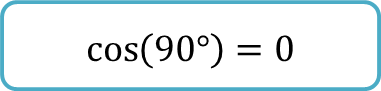 cos(90°) = 0